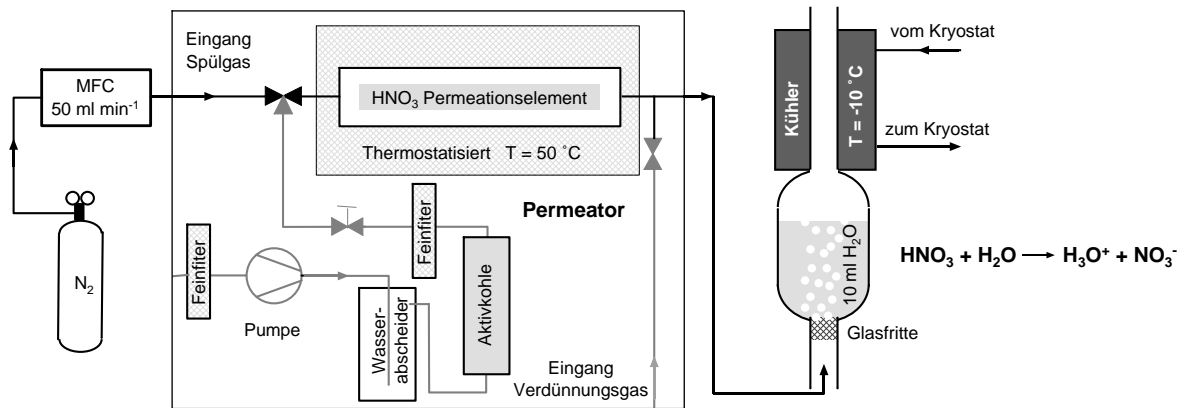 Eingang
Spülgas
MFC
50 ml min⁻¹
N₂
HNO₃ Permeationselement
Thermostatisiert T = 50 °C
Permeator
Feinfiter
Feinfiter
Pumpe
Wasser-
abscheider
Aktivkohle
Eingang
Verdünnungsgas
Kühler
T = -10 °C
vom Kryostat
zum Kryostat
10 ml H₂O
Glasfritte
HNO₃ + H₂O → H₃O⁺ + NO₃⁻